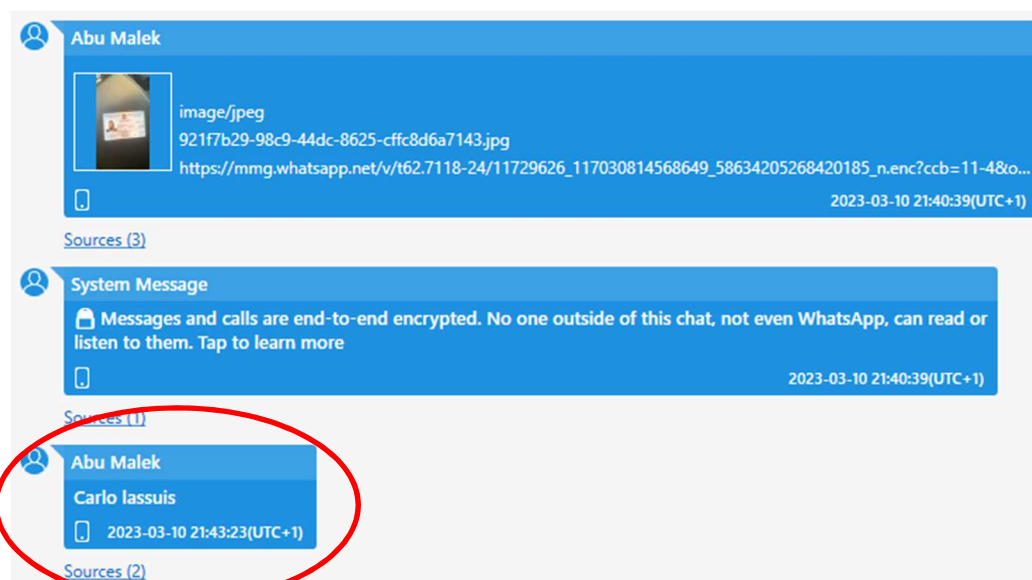 Abu Malek
image/jpeg
921f7b29-98c9-44dc-8625-cffc8d6a7143.jpg
https://mmg.whatsapp.net/v/t62.7118-24/11729626_117030814568649_58634205268420185_n.enc?ccb=11-4&o...
2023-03-10 21:40:39(UTC+1)
Sources (3)
System Message
Messages and calls are end-to-end encrypted. No one outside of this chat, not even WhatsApp, can read or
listen to them. Tap to learn more
2023-03-10 21:40:39(UTC+1)
Sources (1)
Abu Malek
Carlo lassuis
2023-03-10 21:43:23(UTC+1)
Sources (2)